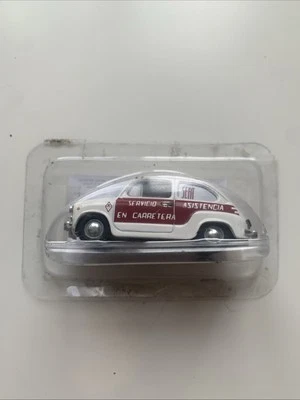 SEAT
SERVICIO ASISTENCIA
EN CARRETERA